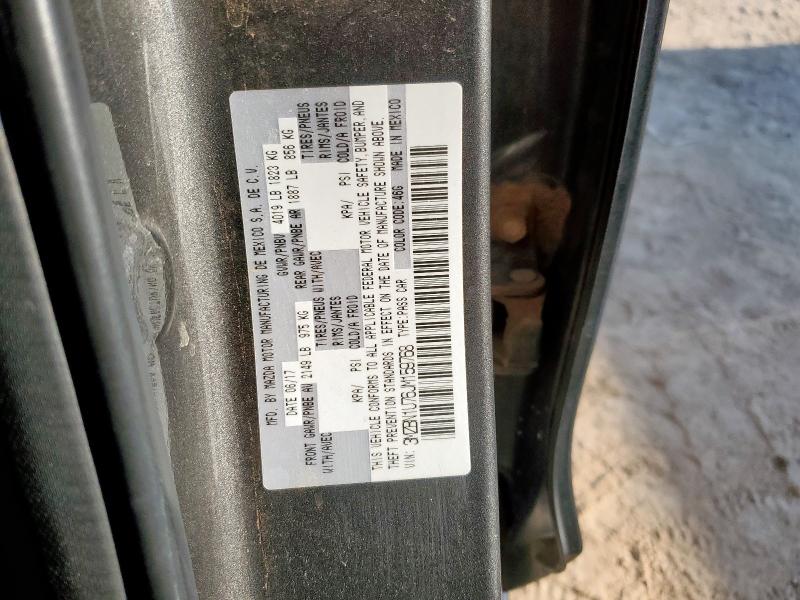 MFD. BY MAZDA MOTOR MANUFACTURING DE MEXICO S.A. DE C.V.
DATE 06/17 GVWR/PNBV 4019 LB 1823 KG
FRONT GAWR/PNBE AV 2149 LB 975 KG REAR GAWR/PNBE AR 1887 LB 856 KG
WITH/AVEC TIRES/PNEUS WITH/AVEC TIRES/PNEUS
RIMS/JANTES RIMS/JANTES
KPA/ PSI COLD/A FROID KPA/ PSI COLD/A FROID
THIS VEHICLE CONFORMS TO ALL APPLICABLE FEDERAL MOTOR VEHICLE SAFETY, BUMPER, AND
THEFT PREVENTION STANDARDS IN EFFECT ON THE DATE OF MANUFACTURE SHOWN ABOVE.
VIN: 3MZBN1U76JM159768 TYPE:PASS CAR COLOR CODE:46G MADE IN MEXICO